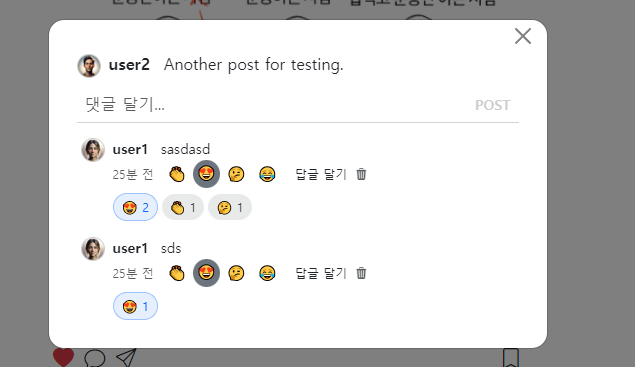 user2 Another post for testing.
댓글 달기...
POST
user1 sasdasd
25분 전 👏 😍 🤔 😂 답글 달기
😍 2 👏 1 🤔 1
user1 sds
25분 전 👏 😍 🤔 😂 답글 달기
😍 1